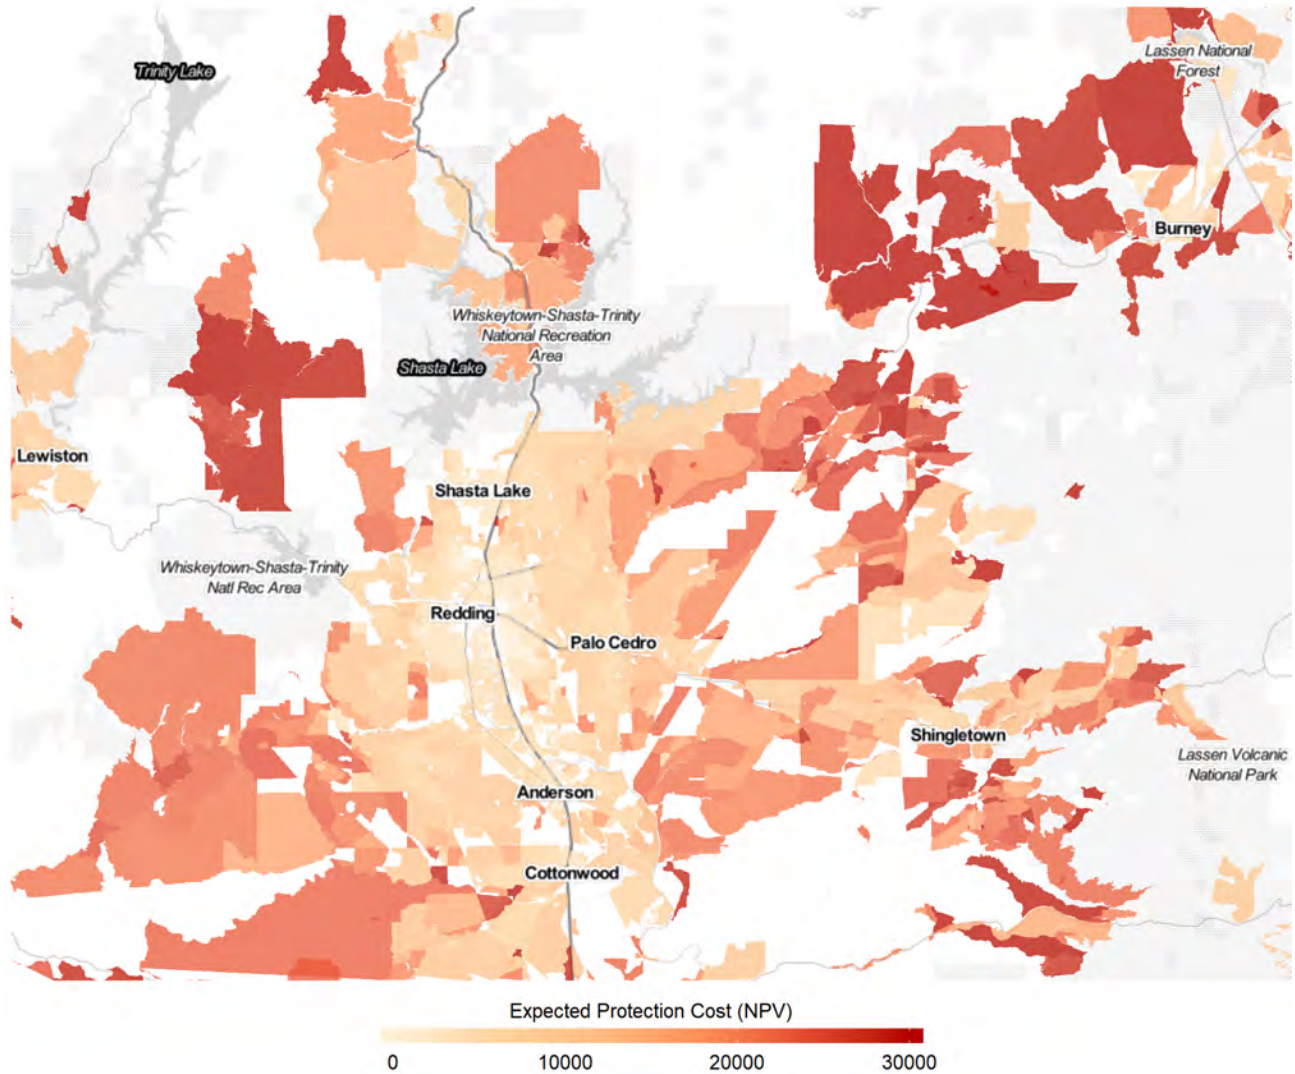 Trinity Lake
Lassen National
Forest
Burney
Whiskeytown-Shasta-Trinity
National Recreation
Area
Shasta Lake
Lewiston
Shasta Lake
Whiskeytown-Shasta-Trinity
Natl Rec Area
Redding
Palo Cedro
Shingletown
Lassen Volcanic
National Park
Anderson
Cottonwood
Expected Protection Cost (NPV)
0 10000 20000 30000